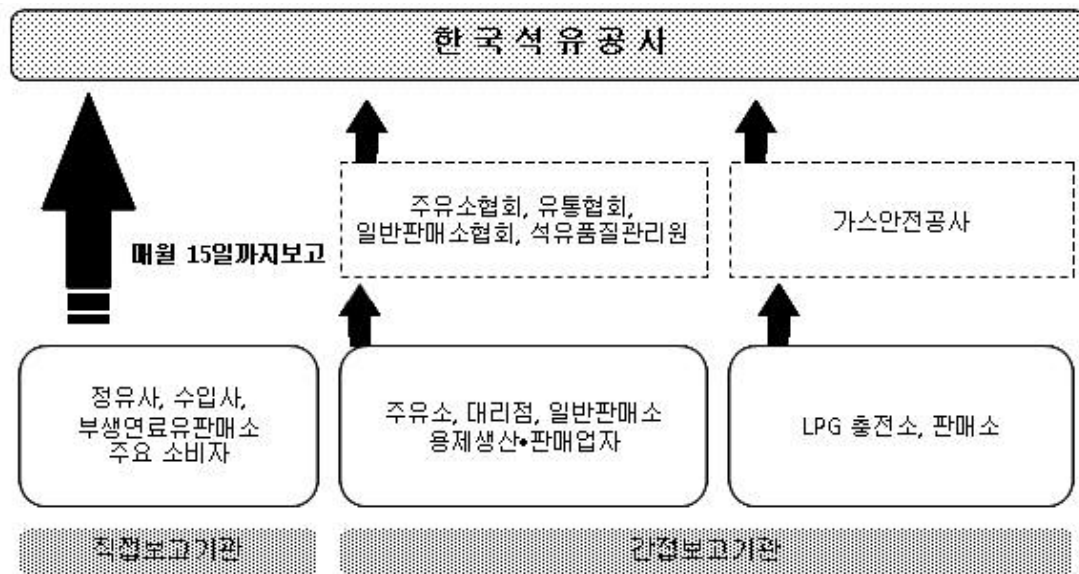 한국석유공사
주유소협회, 유통협회,
일반판매소협회, 석유품질관리원
가스안전공사
매월 15일까지보고
정유사, 수입사,
부생연료유판매소
주요 소비자
주유소, 대리점, 일반판매소
용제생산•판매업자
LPG 충전소, 판매소
직접보고기관
간접보고기관